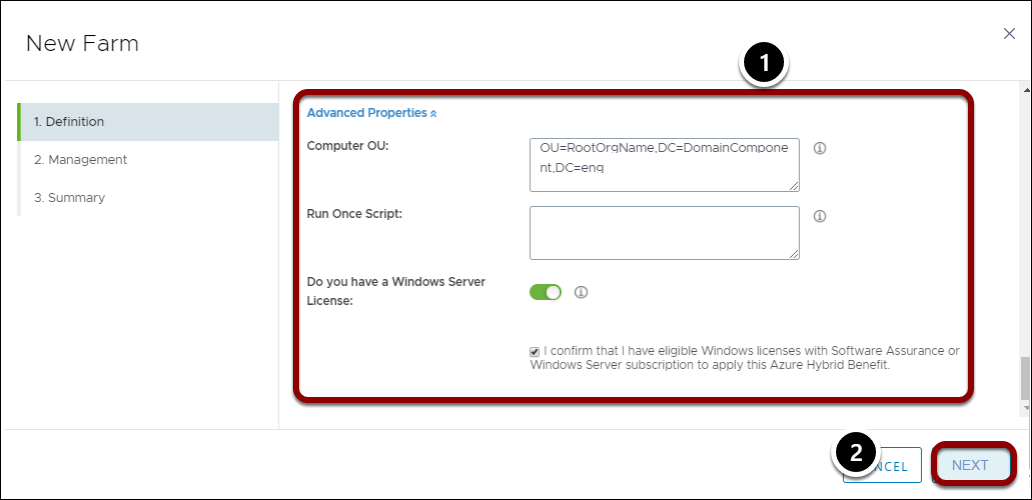 New Farm
1
1. Definition
2. Management
3. Summary
Advanced Properties
Computer OU:
OU=RootOrgName,DC=DomainCompone
nt,DC=eng
Run Once Script:
Do you have a Windows Server
License:
I confirm that I have eligible Windows licenses with Software Assurance or
Windows Server subscription to apply this Azure Hybrid Benefit.
2
NCEL
NEXT